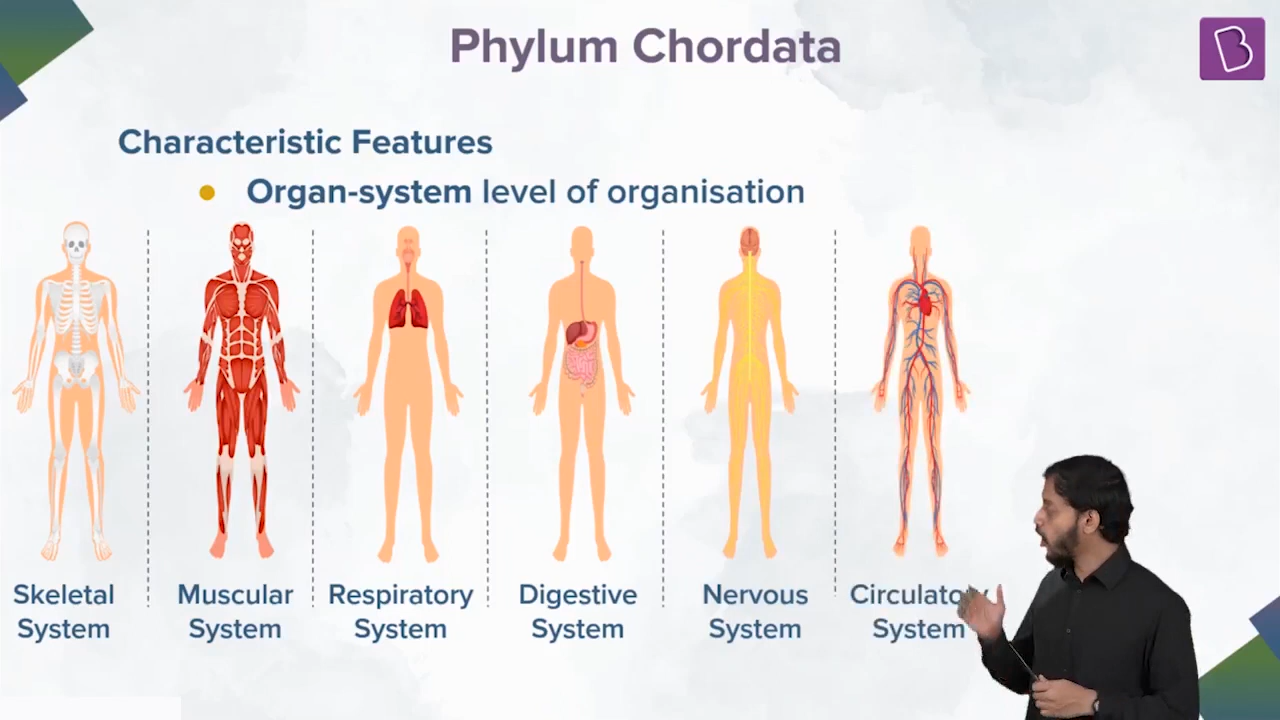 Phylum Chordata
Characteristic Features
Organ-system level of organisation
Skeletal System
Muscular System
Respiratory System
Digestive System
Nervous System
Circulatory System